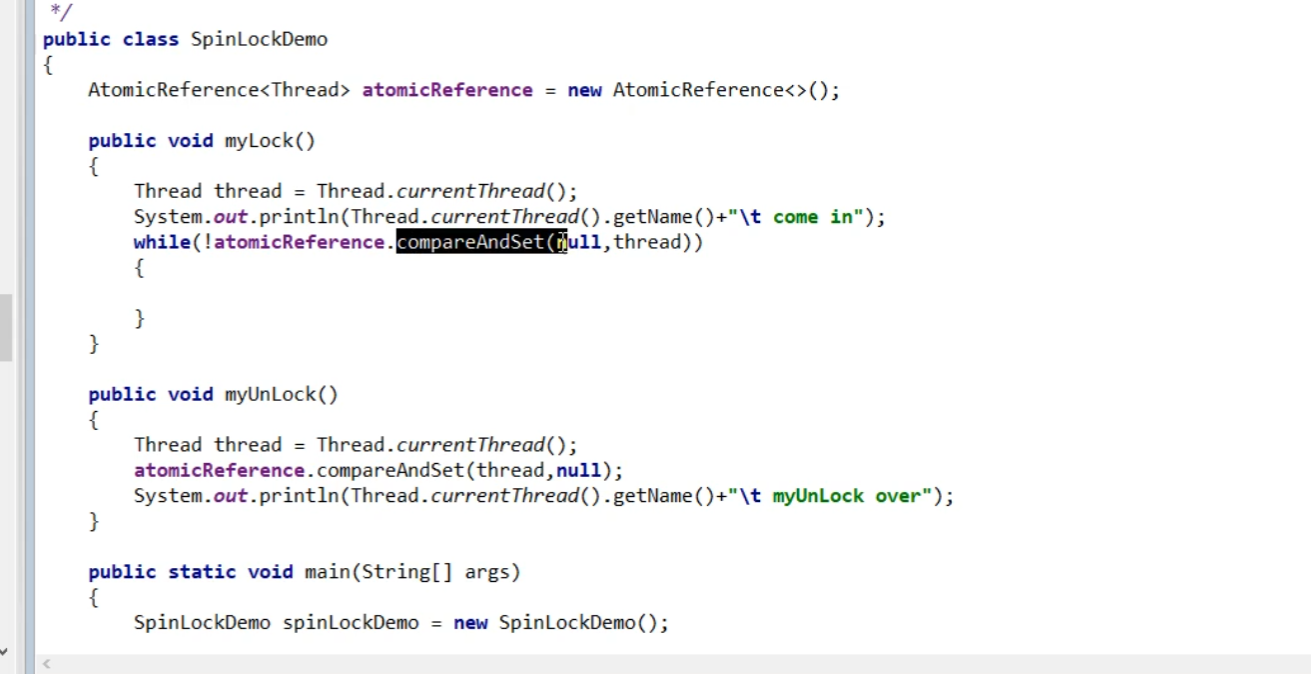 */
public class SpinLockDemo
{
AtomicReference<Thread> atomicReference = new AtomicReference<>();
public void myLock()
{
Thread thread = Thread.currentThread();
System.out.println(Thread.currentThread().getName()+"\t come in");
while(!atomicReference.compareAndSet(null,thread))
{
}
}
public void myUnLock()
{
Thread thread = Thread.currentThread();
atomicReference.compareAndSet(thread,null);
System.out.println(Thread.currentThread().getName()+"\t myUnLock over");
}
public static void main(String[] args)
{
SpinLockDemo spinLockDemo = new SpinLockDemo();